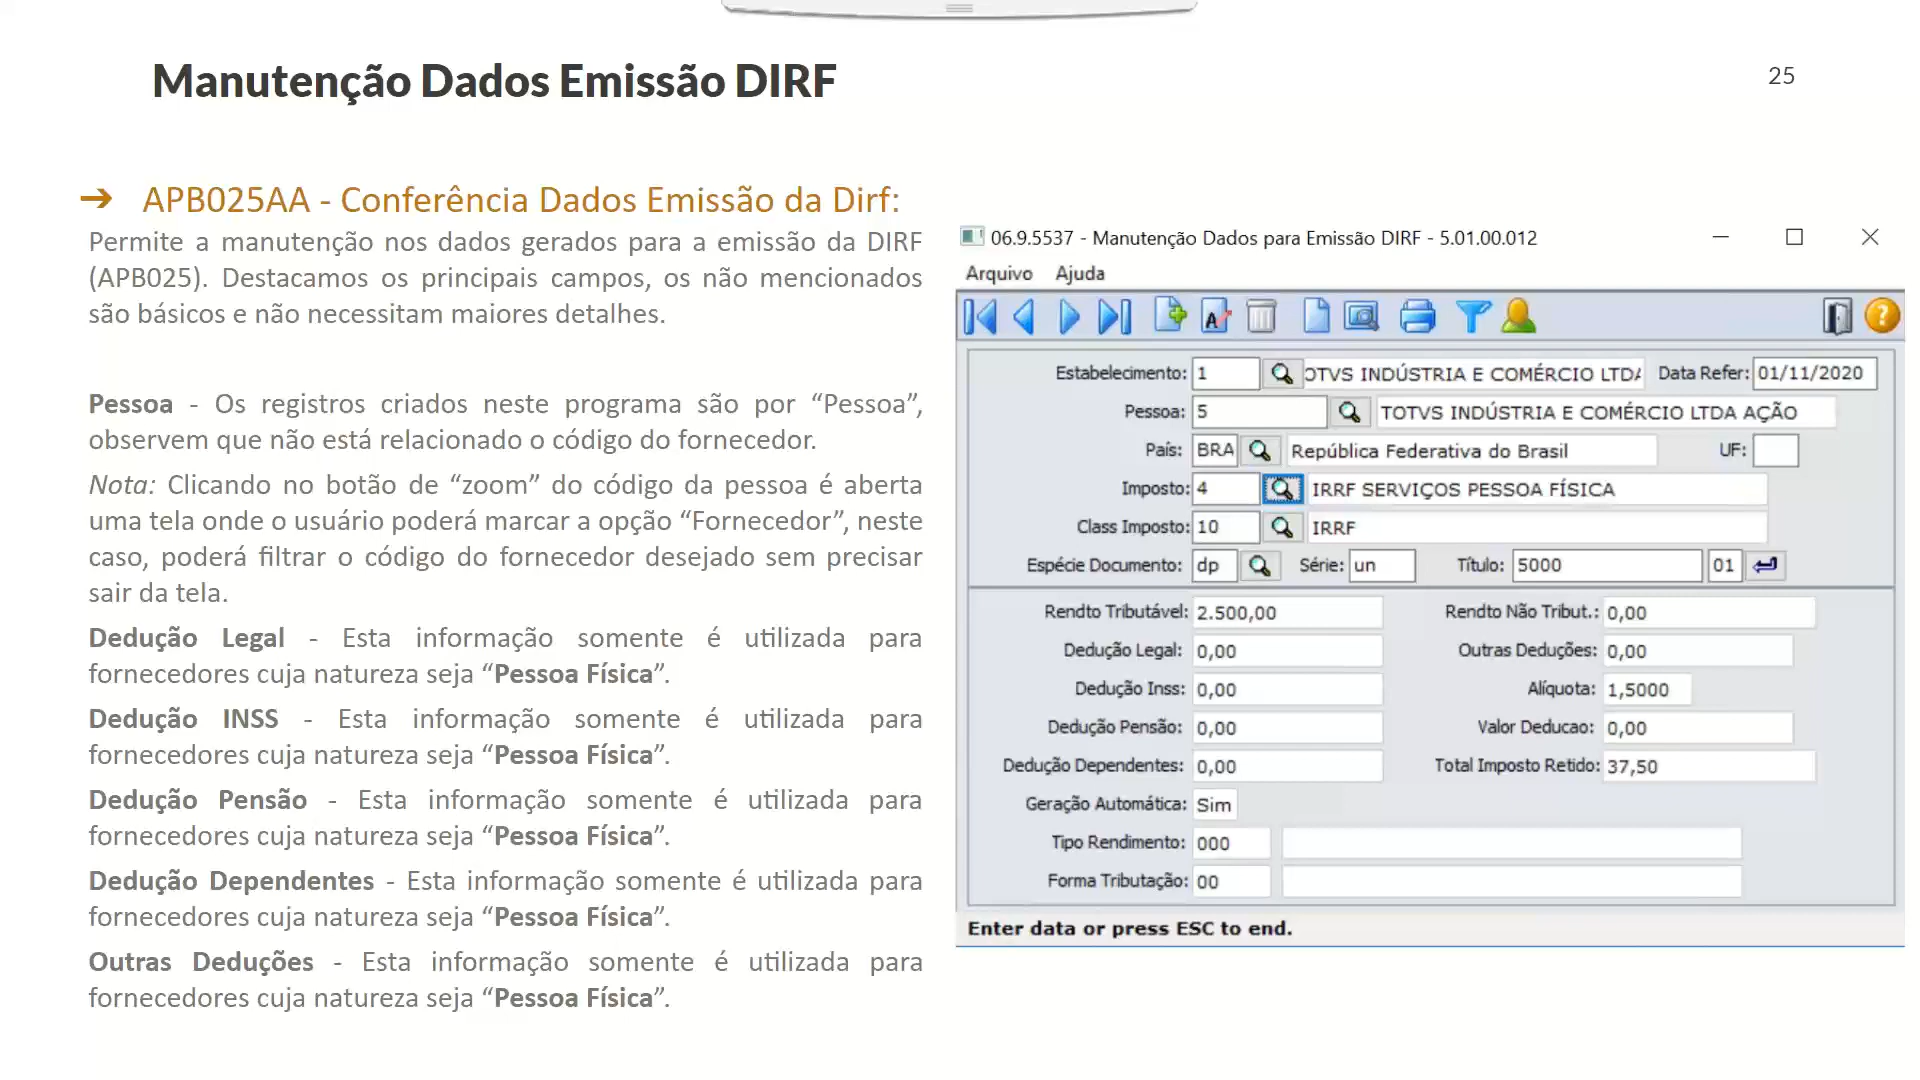 Manutenção Dados Emissão DIRF
25
➔ APB025AA - Conferência Dados Emissão da Dirf:
Permite a manutenção nos dados gerados para a emissão da DIRF
(APB025). Destacamos os principais campos, os não mencionados
são básicos e não necessitam maiores detalhes.
Pessoa - Os registros criados neste programa são por “Pessoa”,
observem que não está relacionado o código do fornecedor.
Nota: Clicando no botão de “zoom” do código da pessoa é aberta
uma tela onde o usuário poderá marcar a opção “Fornecedor”, neste
caso, poderá filtrar o código do fornecedor desejado sem precisar
sair da tela.
Dedução Legal - Esta informação somente é utilizada para
fornecedores cuja natureza seja “Pessoa Física”.
Dedução INSS - Esta informação somente é utilizada para
fornecedores cuja natureza seja “Pessoa Física”.
Dedução Pensão - Esta informação somente é utilizada para
fornecedores cuja natureza seja “Pessoa Física”.
Dedução Dependentes - Esta informação somente é utilizada para
fornecedores cuja natureza seja “Pessoa Física”.
Outras Deduções - Esta informação somente é utilizada para
fornecedores cuja natureza seja “Pessoa Física”.
06.9.5537 - Manutenção Dados para Emissão DIRF - 5.01.00.012
Arquivo Ajuda
Estabelecimento: 1 OTVS INDÚSTRIA E COMÉRCIO LTDA Data Refer: 01/11/2020
Pessoa: 5 TOTVS INDÚSTRIA E COMÉRCIO LTDA AÇÃO
País: BRA República Federativa do Brasil UF:
Imposto: 4 IRRF SERVIÇOS PESSOA FÍSICA
Class Imposto: 10 IRRF
Espécie Documento: dp Série: un Título: 5000 01
Rendto Tributável: 2.500,00 Rendto Não Tribut.: 0,00
Dedução Legal: 0,00 Outras Deduções: 0,00
Dedução Inss: 0,00 Alíquota: 1,5000
Dedução Pensão: 0,00 Valor Deducao: 0,00
Dedução Dependentes: 0,00 Total Imposto Retido: 37,50
Geração Automática: Sim
Tipo Rendimento: 000
Forma Tributação: 00
Enter data or press ESC to end.